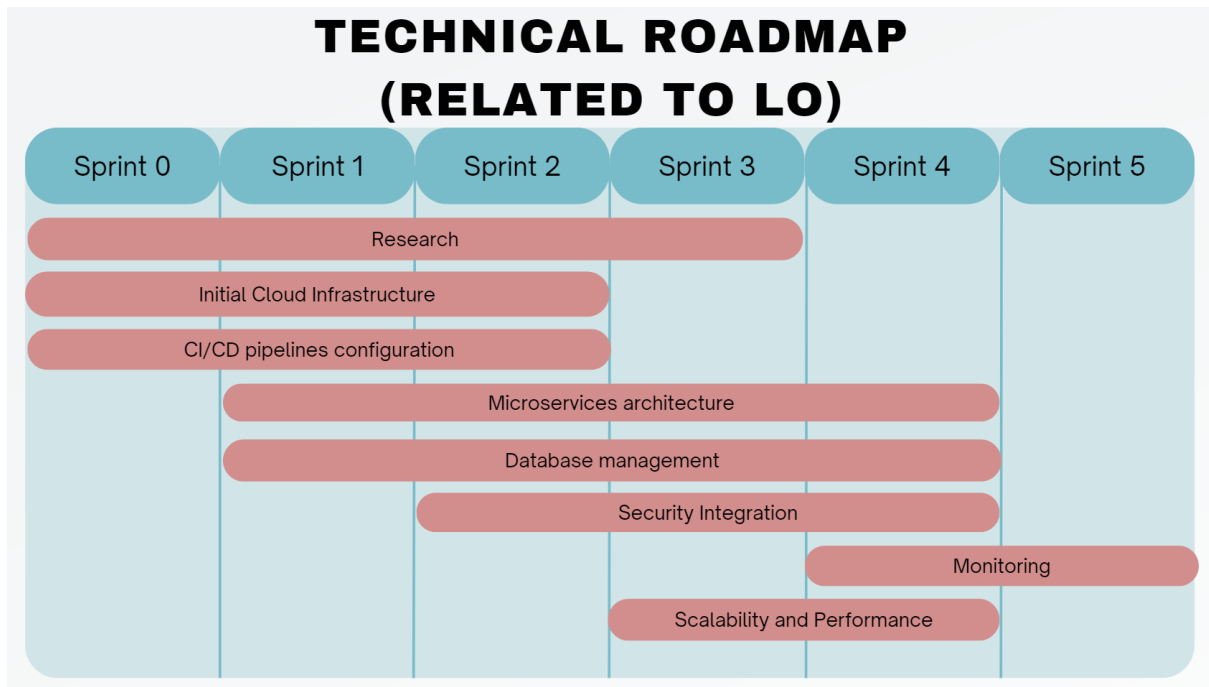 TECHNICAL ROADMAP
(RELATED TO LO)
Sprint 0
Sprint 1
Sprint 2
Sprint 3
Sprint 4
Sprint 5
Research
Initial Cloud Infrastructure
CI/CD pipelines configuration
Microservices architecture
Database management
Security Integration
Monitoring
Scalability and Performance